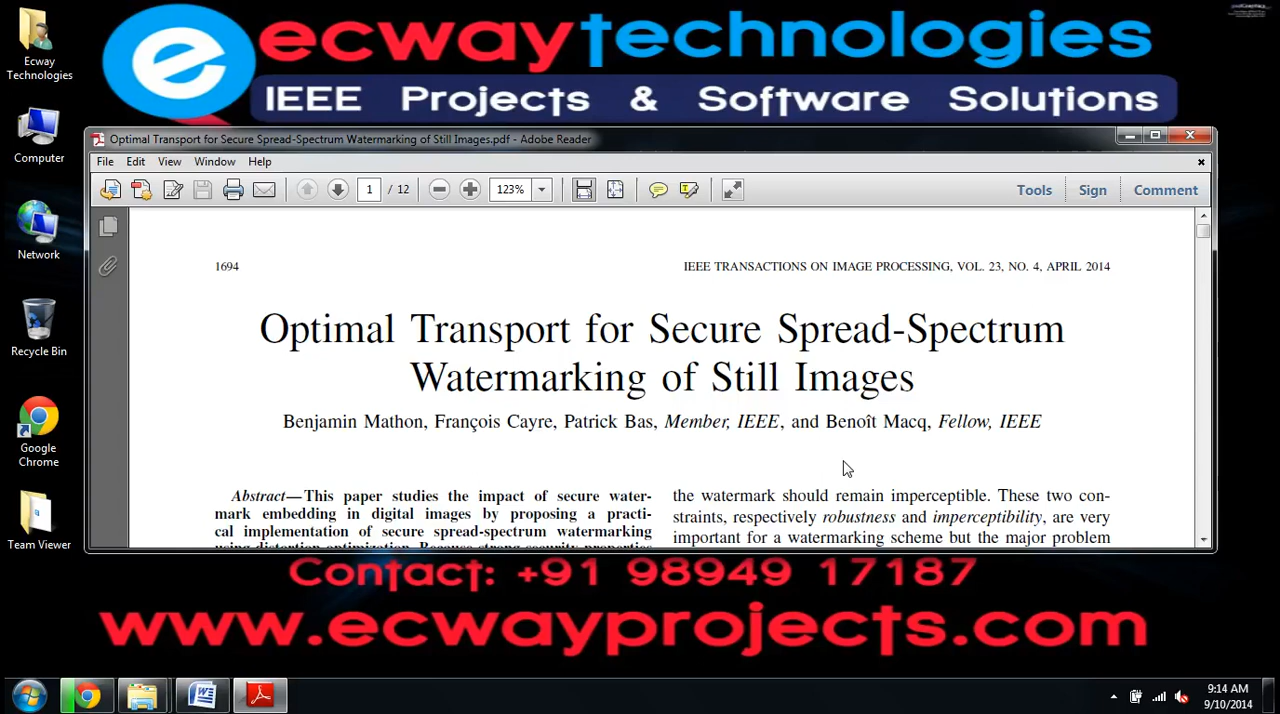 ecwaytechnologies
IEEE Projects & Software Solutions
Ecway
Technologies
Computer
Network
Recycle Bin
Google
Chrome
Team Viewer
Optimal Transport for Secure Spread-Spectrum Watermarking of Still Images.pdf - Adobe Reader
File Edit View Window Help
1 / 12 123% Tools Sign Comment
1694 IEEE TRANSACTIONS ON IMAGE PROCESSING, VOL. 23, NO. 4, APRIL 2014
Optimal Transport for Secure Spread-Spectrum
Watermarking of Still Images
Benjamin Mathon, François Cayre, Patrick Bas, Member, IEEE, and Benoît Macq, Fellow, IEEE
Abstract—This paper studies the impact of secure water-
mark embedding in digital images by proposing a practi-
cal implementation of secure spread-spectrum watermarking
using distortion optimization. Because strong security properties
the watermark should remain imperceptible. These two con-
straints, respectively robustness and imperceptibility, are very
important for a watermarking scheme but the major problem
Contact: +91 98949 17187
www.ecwayprojects.com
9:14 AM
9/10/2014